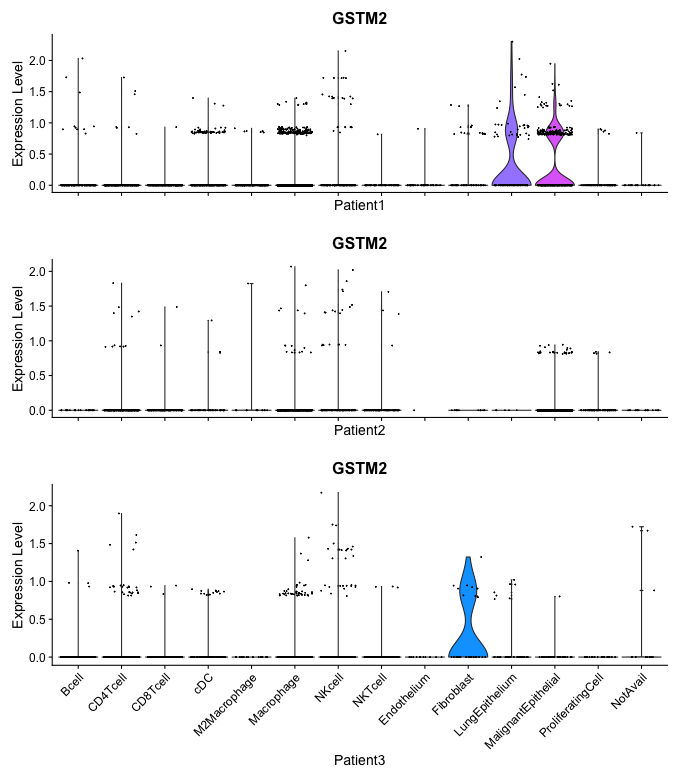 GSTM2
Expression Level
2.0
1.5
1.0
0.5
0.0
Patient1
GSTM2
Expression Level
2.0
1.5
1.0
0.5
0.0
Patient2
GSTM2
Expression Level
2.0
1.5
1.0
0.5
0.0
Bcell
CD4Tcell
CD8Tcell
cDC
M2Macrophage
Macrophage
NKcell
NKTcell
Endothelium
Fibroblast
LungEpithelium
MalignantEpithelial
ProliferatingCell
NotAvail
Patient3